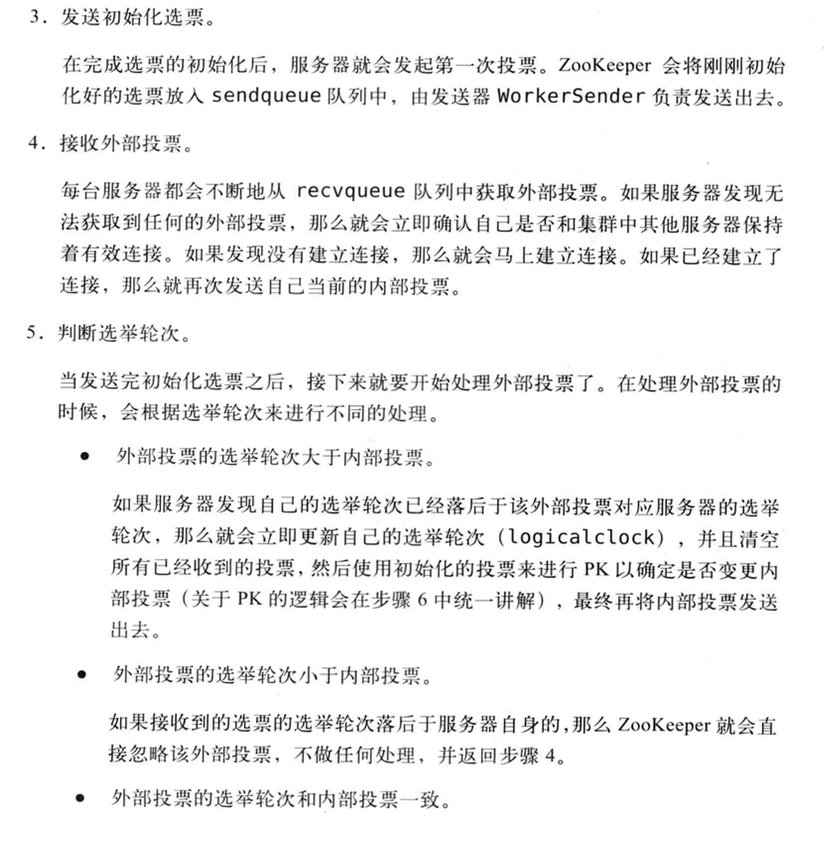 3. 发送初始化选票。
在完成选票的初始化后，服务器就会发起第一次投票。ZooKeeper 会将刚刚初始
化好的选票放入 sendqueue 队列中，由发送器 WorkerSender 负责发送出去。
4. 接收外部投票。
每台服务器都会不断地从 recvqueue 队列中获取外部投票。如果服务器发现无
法获取到任何的外部投票，那么就会立即确认自己是否和集群中其他服务器保持
着有效连接。如果发现没有建立连接，那么就会马上建立连接。如果已经建立了
连接，那么就再次发送自己当前的内部投票。
5. 判断选举轮次。
当发送完初始化选票之后，接下来就要开始处理外部投票了。在处理外部投票的
时候，会根据选举轮次来进行不同的处理。
● 外部投票的选举轮次大于内部投票。
如果服务器发现自己的选举轮次已经落后于该外部投票对应服务器的选举
轮次，那么就会立即更新自己的选举轮次（logicalclock），并且清空
所有已经收到的投票，然后使用初始化的投票来进行 PK 以确定是否变更内
部投票（关于 PK 的逻辑会在步骤 6 中统一讲解），最终再将内部投票发送
出去。
● 外部投票的选举轮次小于内部投票。
如果接收到的选票的选举轮次落后于服务器自身的，那么 ZooKeeper 就会直
接忽略该外部投票，不做任何处理，并返回步骤 4。
● 外部投票的选举轮次和内部投票一致。